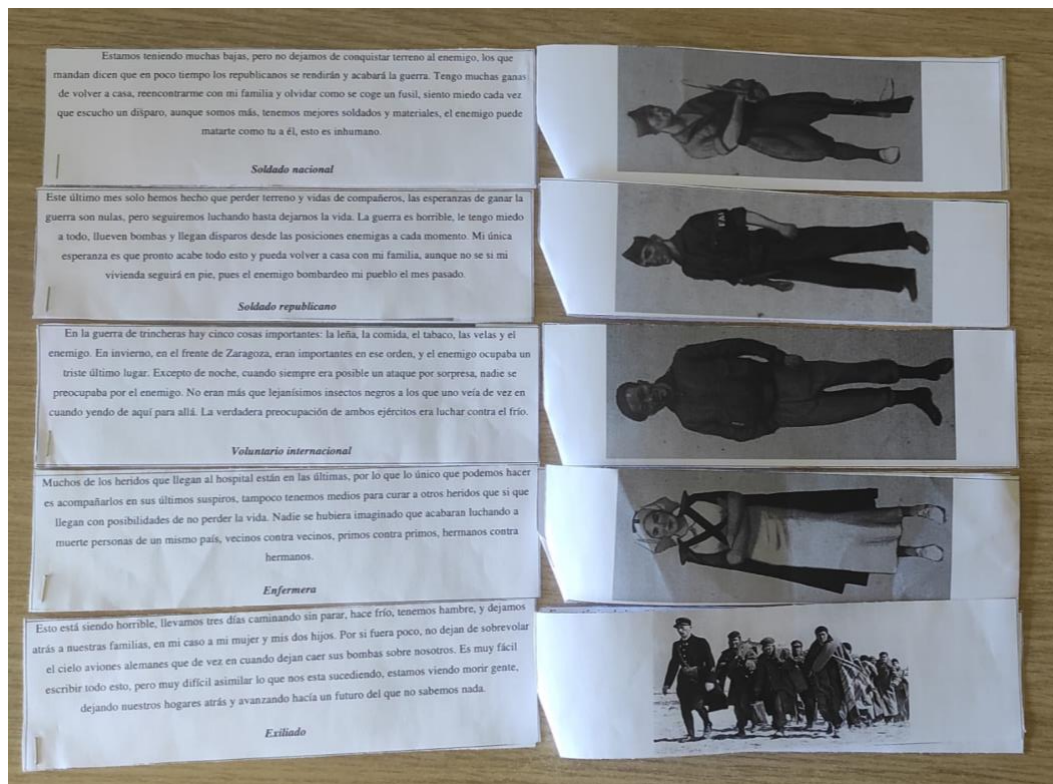 Estamos teniendo muchas bajas, pero no dejamos de conquistar terreno al enemigo, los que
mandan dicen que en poco tiempo los republicanos se rendirán y acabará la guerra. Tengo muchas ganas
de volver a casa, reencontrarme con mi familia y olvidar como se coge un fusil, siento miedo cada vez
que escucho un disparo, aunque somos más, tenemos mejores soldados y materiales, el enemigo puede
matarte como tu a él, esto es inhumano.
Soldado nacional
Este último mes solo hemos hecho que perder terreno y vidas de compañeros, las esperanzas de ganar la
guerra son nulas, pero seguiremos luchando hasta dejarnos la vida. La guerra es horrible, le tengo miedo
a todo, llueven bombas y llegan disparos desde las posiciones enemigas a cada momento. Mi única
esperanza es que pronto acabe todo esto y pueda volver a casa con mi familia, aunque no se si mi
vivienda seguirá en pie, pues el enemigo bombardeo mi pueblo el mes pasado.
Soldado republicano
En la guerra de trincheras hay cinco cosas importantes: la leña, la comida, el tabaco, las velas y el
enemigo. En invierno, en el frente de Zaragoza, eran importantes en ese orden, y el enemigo ocupaba un
triste último lugar. Excepto de noche, cuando siempre era posible un ataque por sorpresa, nadie se
preocupaba por el enemigo. No eran más que lejanísimos insectos negros a los que uno veía de vez en
cuando yendo de aquí para allá. La verdadera preocupación de ambos ejércitos era luchar contra el frío.
Voluntario internacional
Muchos de los heridos que llegan al hospital están en las últimas, por lo que lo único que podemos hacer
es acompañarlos en sus últimos suspiros, tampoco tenemos medios para curar a otros heridos que si que
llegan con posibilidades de no perder la vida. Nadie se hubiera imaginado que acabaran luchando a
muerte personas de un mismo país, vecinos contra vecinos, primos contra primos, hermanos contra
hermanos.
Enfermera
Esto está siendo horrible, llevamos tres días caminando sin parar, hace frío, tenemos hambre, y dejamos
atrás a nuestras familias, en mi caso a mi mujer y mis dos hijos. Por si fuera poco, no dejan de sobrevolar
el cielo aviones alemanes que de vez en cuando dejan caer sus bombas sobre nosotros. Es muy fácil
escribir todo esto, pero muy difícil asimilar lo que nos esta sucediendo, estamos viendo morir gente,
dejando nuestros hogares atrás y avanzando hacía un futuro del que no sabemos nada.
Exiliado